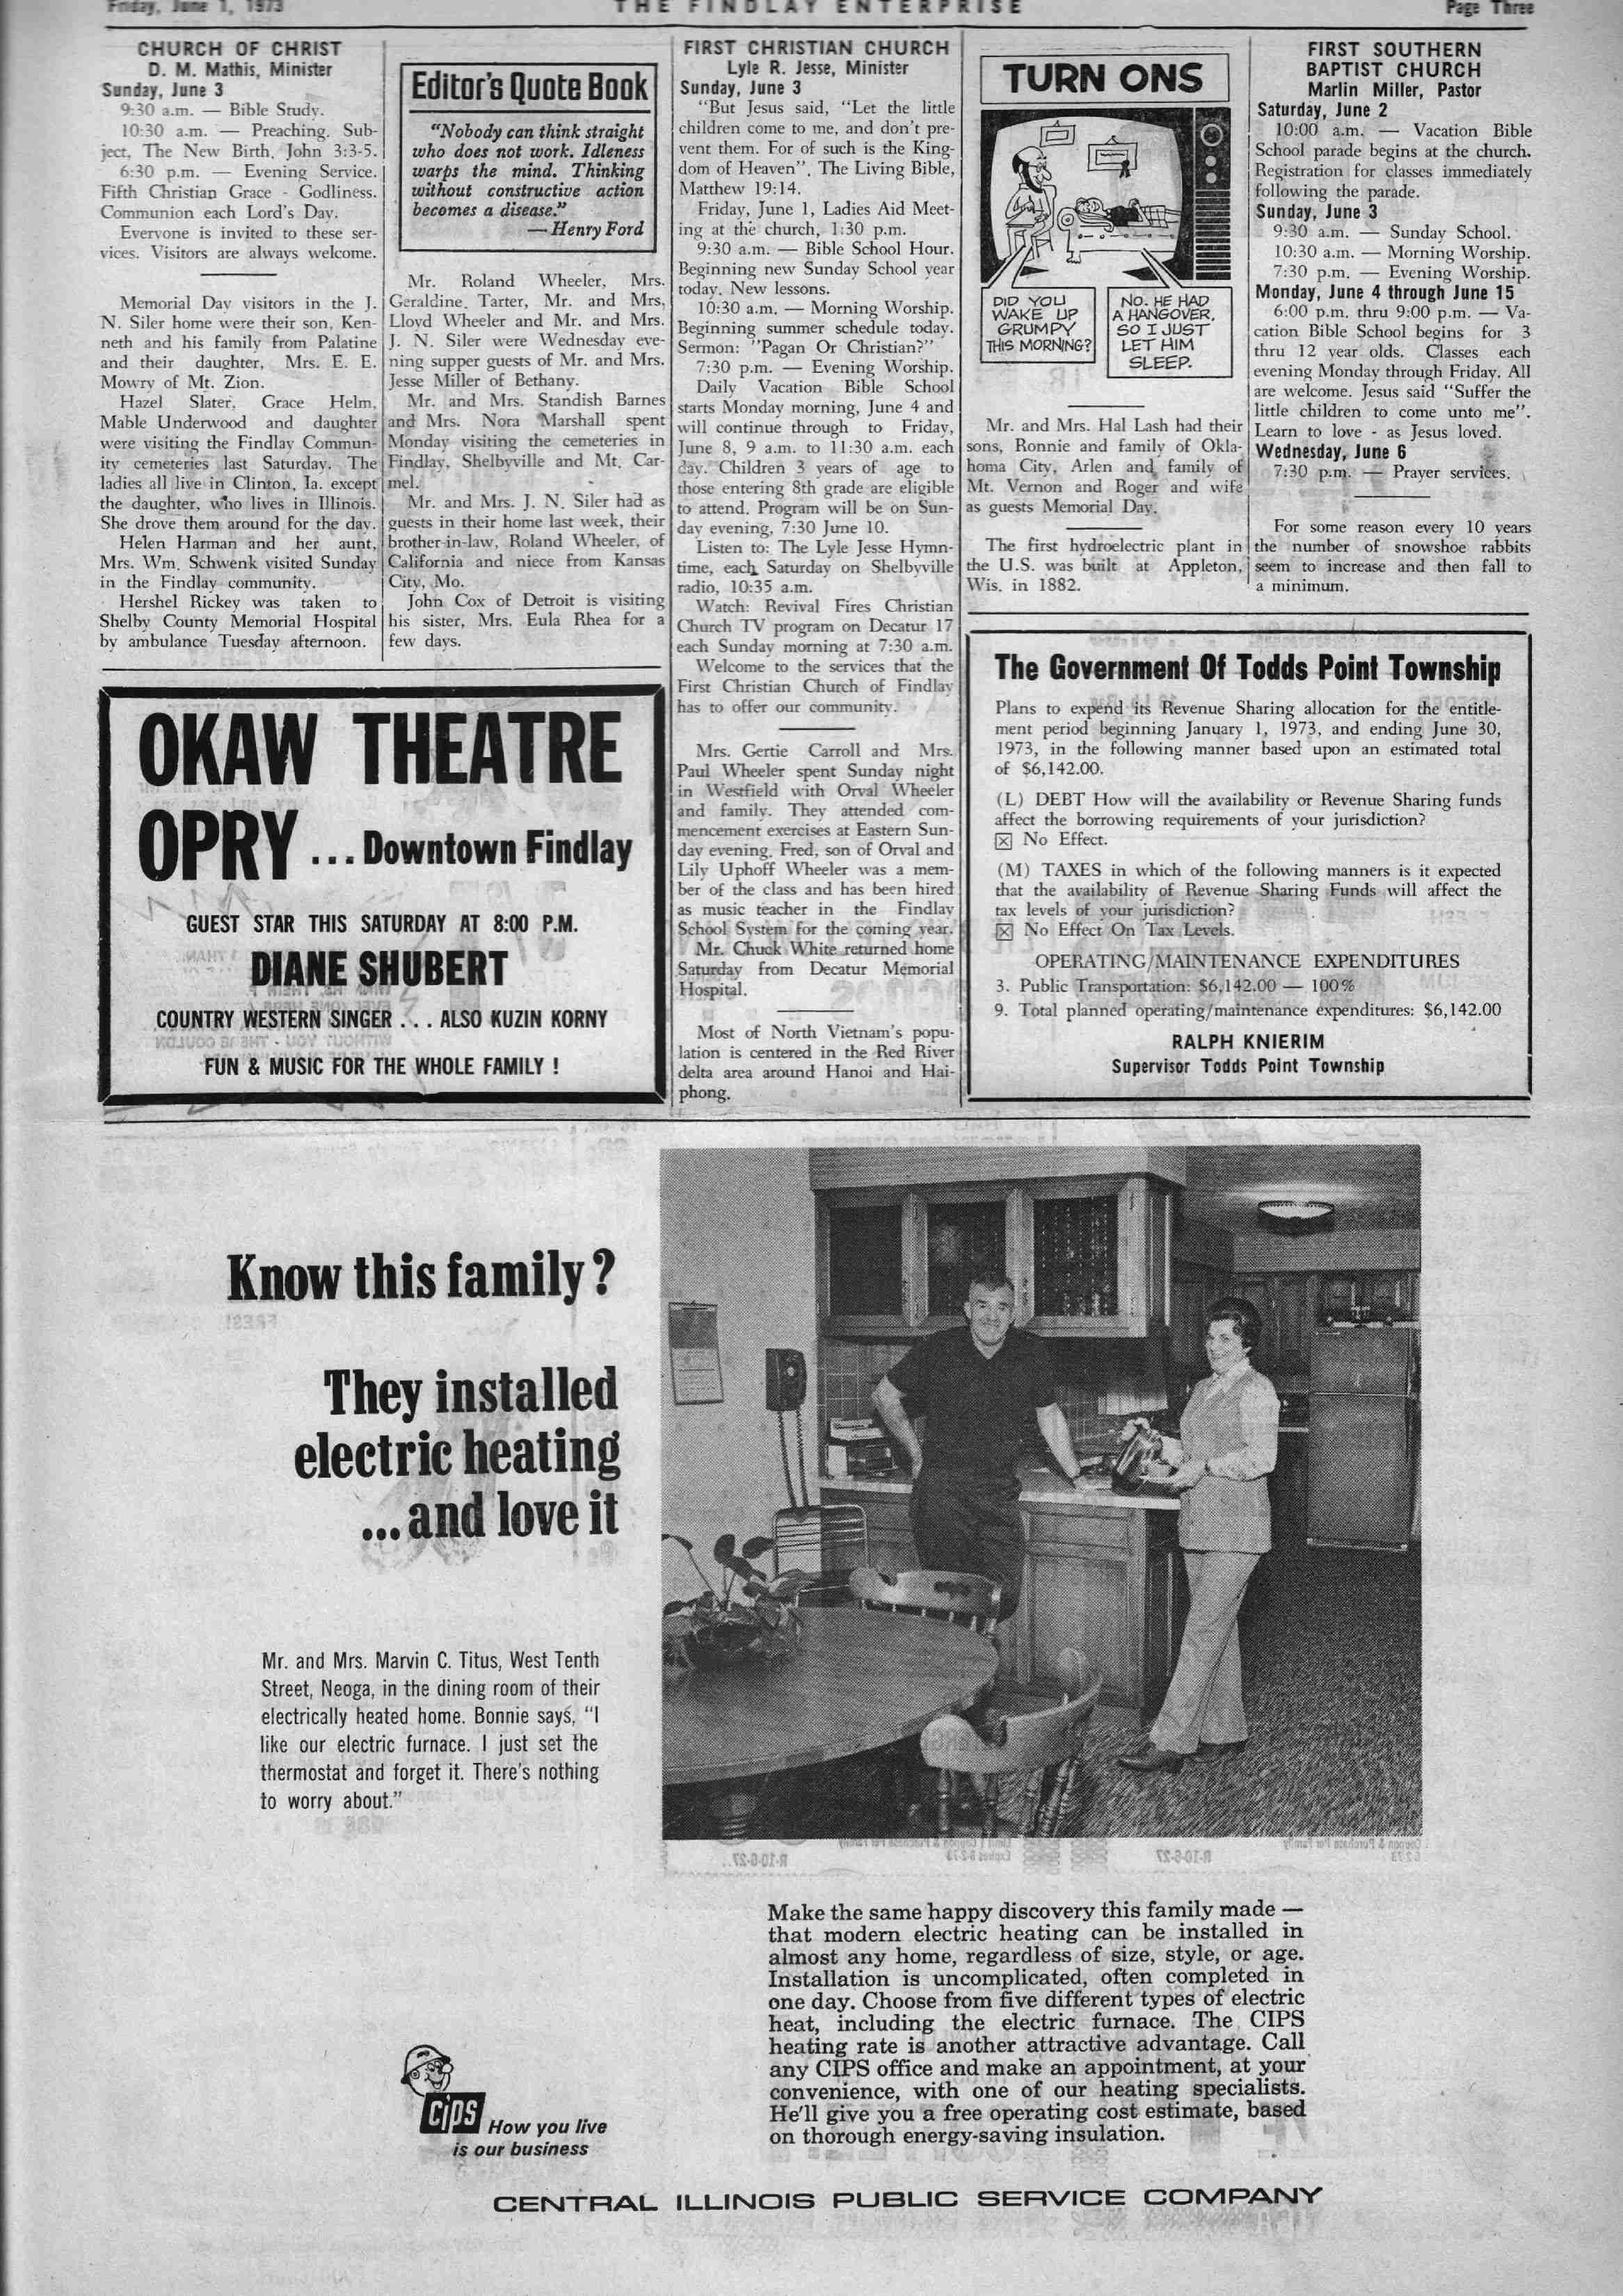 Friday, June 1, 1973
THE FINDLAY ENTERPRISE
Page Three
CHURCH OF CHRIST
D. M. Mathis, Minister
Sunday, June 3
9:30 a.m. — Bible Study.
10:30 a.m. — Preaching. Sub-
ject, The New Birth, John 3:3-5.
6:30 p.m. — Evening Service.
Fifth Christian Grace - Godliness.
Communion each Lord's Day.
Everyone is invited to these ser-
vices. Visitors are always welcome.
Memorial Day visitors in the J.
N. Siler home were their son, Ken-
neth and his family from Palatine
and their daughter, Mrs. E. E.
Mowry of Mt. Zion.
Hazel Slater, Grace Helm,
Mable Underwood and daughter
were visiting the Findlay Commun-
ity cemeteries last Saturday. The
ladies all live in Clinton, Ia. except
the daughter, who lives in Illinois.
She drove them around for the day.
Helen Harman and her aunt,
Mrs. Wm. Schwenk visited Sunday
in the Findlay community.
Hershel Rickey was taken to
Shelby County Memorial Hospital
by ambulance Tuesday afternoon.
Editor's Quote Book
"Nobody can think straight
who does not work. Idleness
warps the mind. Thinking
without constructive action
becomes a disease."
— Henry Ford
Mr. Roland Wheeler, Mrs.
Geraldine Tarter, Mr. and Mrs.
Lloyd Wheeler and Mr. and Mrs.
J. N. Siler were Wednesday eve-
ning supper guests of Mr. and Mrs.
Jesse Miller of Bethany.
Mr. and Mrs. Standish Barnes
and Mrs. Nora Marshall spent
Monday visiting the cemeteries in
Findlay, Shelbyville and Mt. Car-
mel.
Mr. and Mrs. J. N. Siler had as
guests in their home last week, their
brother-in-law, Roland Wheeler, of
California and niece from Kansas
City, Mo.
John Cox of Detroit is visiting
his sister, Mrs. Eula Rhea for a
few days.
OKAW THEATRE
OPRY ... Downtown Findlay
GUEST STAR THIS SATURDAY AT 8:00 P.M.
DIANE SHUBERT
COUNTRY WESTERN SINGER . . . ALSO KUZIN KORNY
FUN & MUSIC FOR THE WHOLE FAMILY !
FIRST CHRISTIAN CHURCH
Lyle R. Jesse, Minister
Sunday, June 3
"But Jesus said, "Let the little
children come to me, and don't pre-
vent them. For of such is the King-
dom of Heaven". The Living Bible,
Matthew 19:14.
Friday, June 1, Ladies Aid Meet-
ing at the church, 1:30 p.m.
9:30 a.m. — Bible School Hour.
Beginning new Sunday School year
today. New lessons.
10:30 a.m. — Morning Worship.
Beginning summer schedule today.
Sermon: "Pagan Or Christian?"
7:30 p.m. — Evening Worship.
Daily Vacation Bible School
starts Monday morning, June 4 and
will continue through to Friday,
June 8, 9 a.m. to 11:30 a.m. each
day. Children 3 years of age to
those entering 8th grade are eligible
to attend. Program will be on Sun-
day evening, 7:30 June 10.
Listen to: The Lyle Jesse Hymn-
time, each Saturday on Shelbyville
radio, 10:35 a.m.
Watch: Revival Fires Christian
Church TV program on Decatur 17
each Sunday morning at 7:30 a.m.
Welcome to the services that the
First Christian Church of Findlay
has to offer our community.
Mrs. Gertie Carroll and Mrs.
Paul Wheeler spent Sunday night
in Westfield with Orval Wheeler
and family. They attended com-
mencement exercises at Eastern Sun-
day evening. Fred, son of Orval and
Lily Uphoff Wheeler was a mem-
ber of the class and has been hired
as music teacher in the Findlay
School System for the coming year.
Mr. Chuck White returned home
Saturday from Decatur Memorial
Hospital.
Most of North Vietnam's popu-
lation is centered in the Red River
delta area around Hanoi and Hai-
phong.
TURN ONS
DID YOU
WAKE UP
GRUMPY
THIS MORNING?
NO. HE HAD
A HANGOVER,
SO I JUST
LET HIM
SLEEP.
Mr. and Mrs. Hal Lash had their
sons, Ronnie and family of Okla-
homa City, Arlen and family of
Mt. Vernon and Roger and wife
as guests Memorial Day.
The first hydroelectric plant in
the U.S. was built at Appleton,
Wis. in 1882.
FIRST SOUTHERN
BAPTIST CHURCH
Marlin Miller, Pastor
Saturday, June 2
10:00 a.m. — Vacation Bible
School parade begins at the church.
Registration for classes immediately
following the parade.
Sunday, June 3
9:30 a.m. — Sunday School.
10:30 a.m. — Morning Worship.
7:30 p.m. — Evening Worship.
Monday, June 4 through June 15
6:00 p.m. thru 9:00 p.m. — Va-
cation Bible School begins for 3
thru 12 year olds. Classes each
evening Monday through Friday. All
are welcome. Jesus said "Suffer the
little children to come unto me".
Learn to love - as Jesus loved.
Wednesday, June 6
7:30 p.m. — Prayer services.
For some reason every 10 years
the number of snowshoe rabbits
seem to increase and then fall to
a minimum.
The Government Of Todds Point Township
Plans to expend its Revenue Sharing allocation for the entitle-
ment period beginning January 1, 1973, and ending June 30,
1973, in the following manner based upon an estimated total
of $6,142.00.
(L) DEBT How will the availability or Revenue Sharing funds
affect the borrowing requirements of your jurisdiction?
☒ No Effect.
(M) TAXES in which of the following manners is it expected
that the availability of Revenue Sharing Funds will affect the
tax levels of your jurisdiction?
☒ No Effect On Tax Levels.
OPERATING/MAINTENANCE EXPENDITURES
3. Public Transportation: $6,142.00 — 100%
9. Total planned operating/maintenance expenditures: $6,142.00
RALPH KNIERIM
Supervisor Todds Point Township
Know this family?
They installed
electric heating
...and love it
Mr. and Mrs. Marvin C. Titus, West Tenth
Street, Neoga, in the dining room of their
electrically heated home. Bonnie says, "I
like our electric furnace. I just set the
thermostat and forget it. There's nothing
to worry about."
Make the same happy discovery this family made —
that modern electric heating can be installed in
almost any home, regardless of size, style, or age.
Installation is uncomplicated, often completed in
one day. Choose from five different types of electric
heat, including the electric furnace. The CIPS
heating rate is another attractive advantage. Call
any CIPS office and make an appointment, at your
convenience, with one of our heating specialists.
He'll give you a free operating cost estimate, based
on thorough energy-saving insulation.
CIPS How you live
is our business
CENTRAL ILLINOIS PUBLIC SERVICE COMPANY